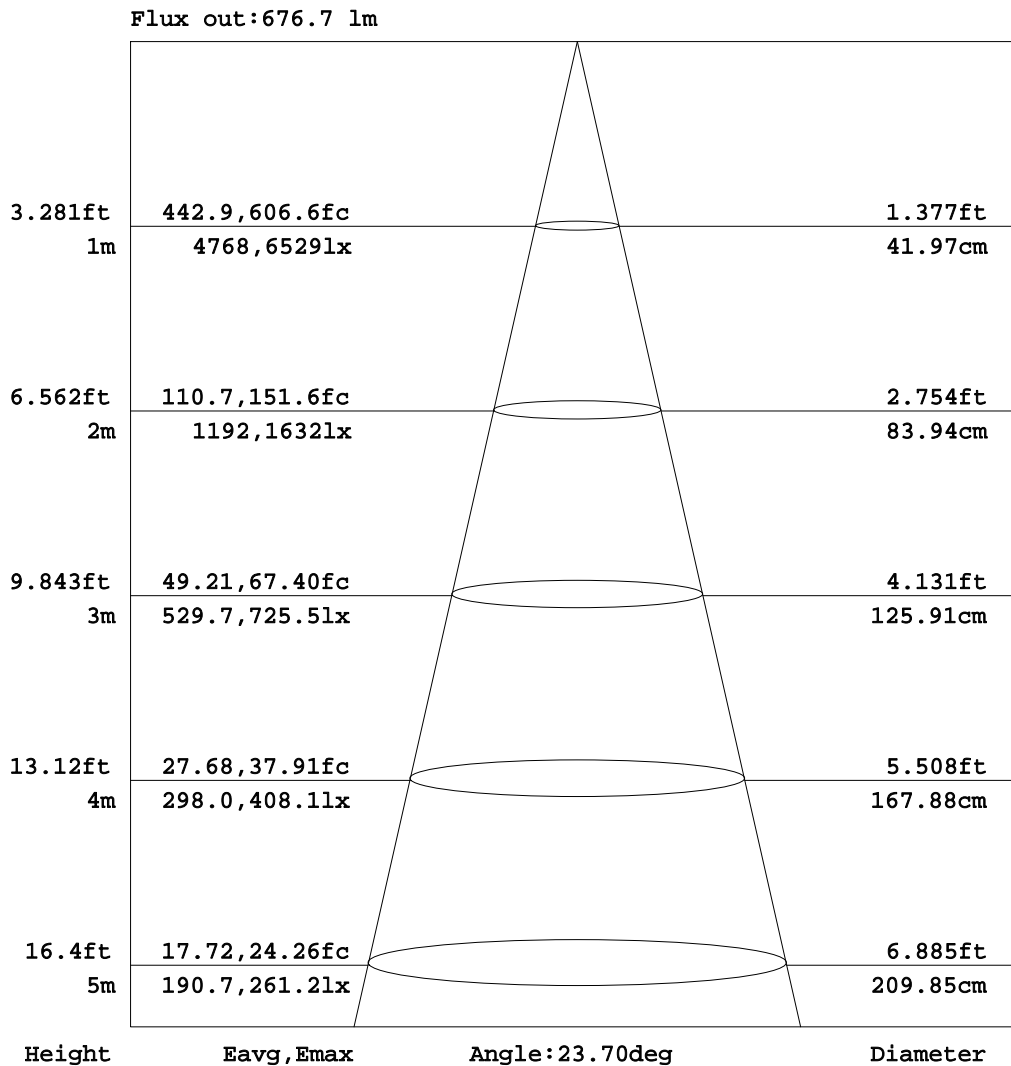 Flux out:676.7 lm
3.281ft 442.9,606.6fc 1.377ft
1m 4768,6529lx 41.97cm
6.562ft 110.7,151.6fc 2.754ft
2m 1192,1632lx 83.94cm
9.843ft 49.21,67.40fc 4.131ft
3m 529.7,725.5lx 125.91cm
13.12ft 27.68,37.91fc 5.508ft
4m 298.0,408.1lx 167.88cm
16.4ft 17.72,24.26fc 6.885ft
5m 190.7,261.2lx 209.85cm
Height Eavg,Emax Angle:23.70deg Diameter